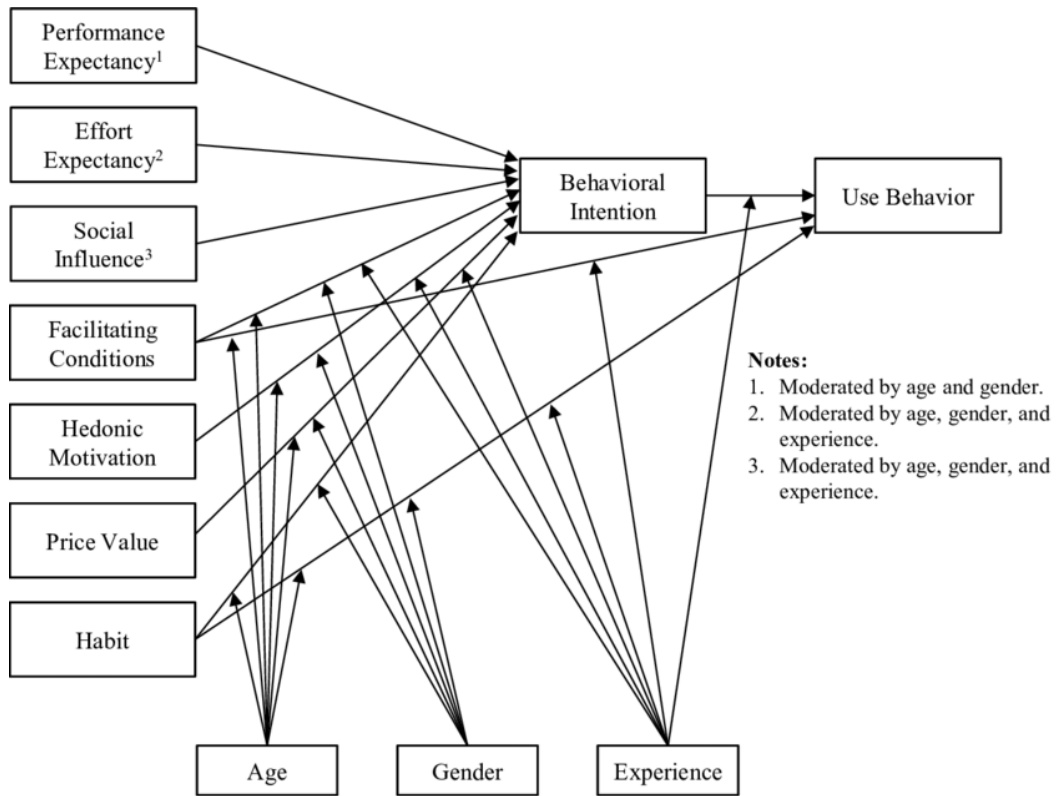 Performance
Expectancy¹
Effort
Expectancy²
Social
Influence³
Facilitating
Conditions
Hedonic
Motivation
Price Value
Habit
Behavioral
Intention
Use Behavior
Notes:
1. Moderated by age and gender.
2. Moderated by age, gender, and
experience.
3. Moderated by age, gender, and
experience.
Age
Gender
Experience